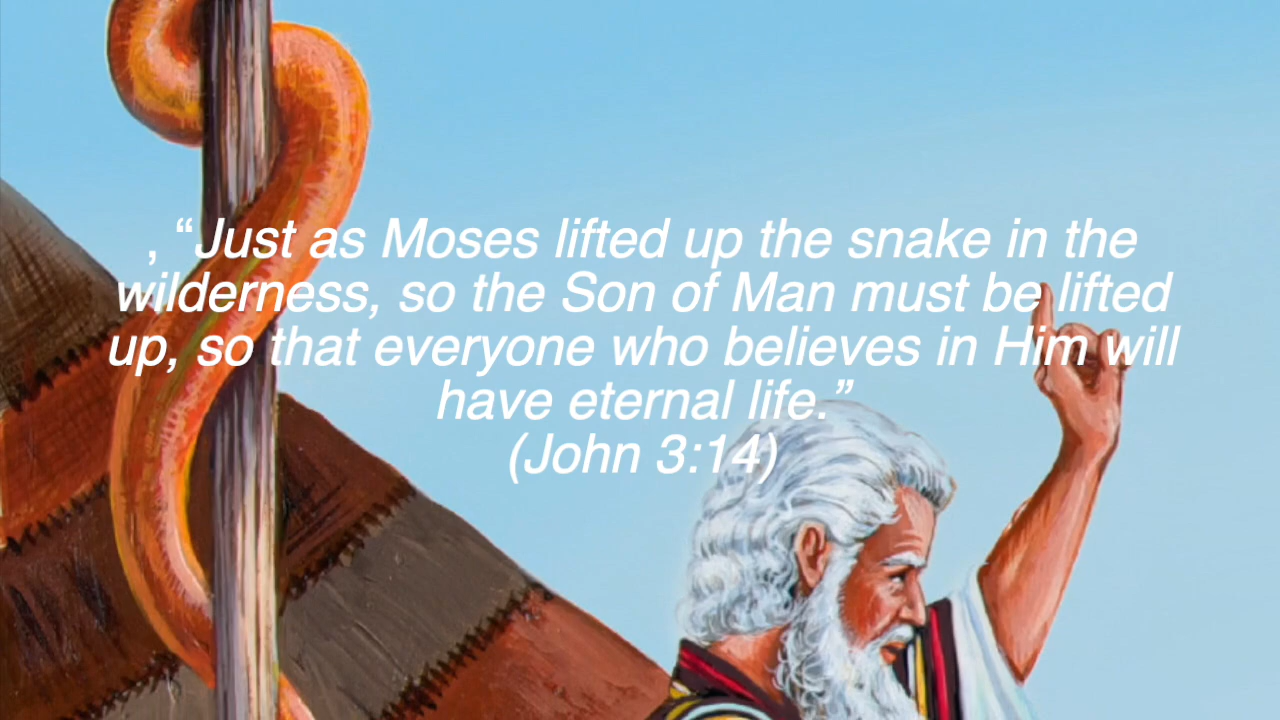 , “Just as Moses lifted up the snake in the
wilderness, so the Son of Man must be lifted
up, so that everyone who believes in Him will
have eternal life.”
(John 3:14)